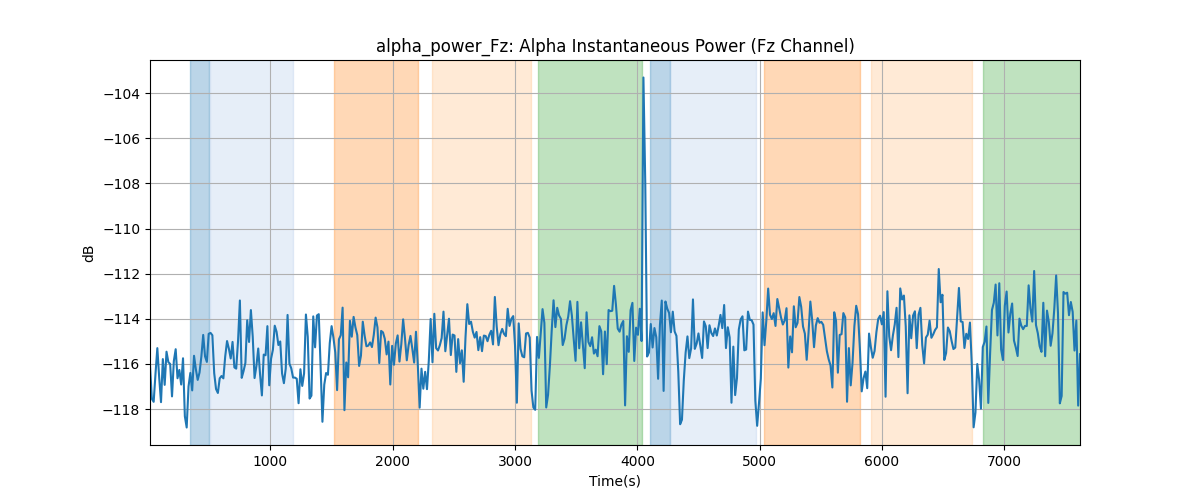 alpha_power_Fz: Alpha Instantaneous Power (Fz Channel)
−104
−106
−108
−110
−112
−114
−116
−118
dB
1000 2000 3000 4000 5000 6000 7000
Time(s)